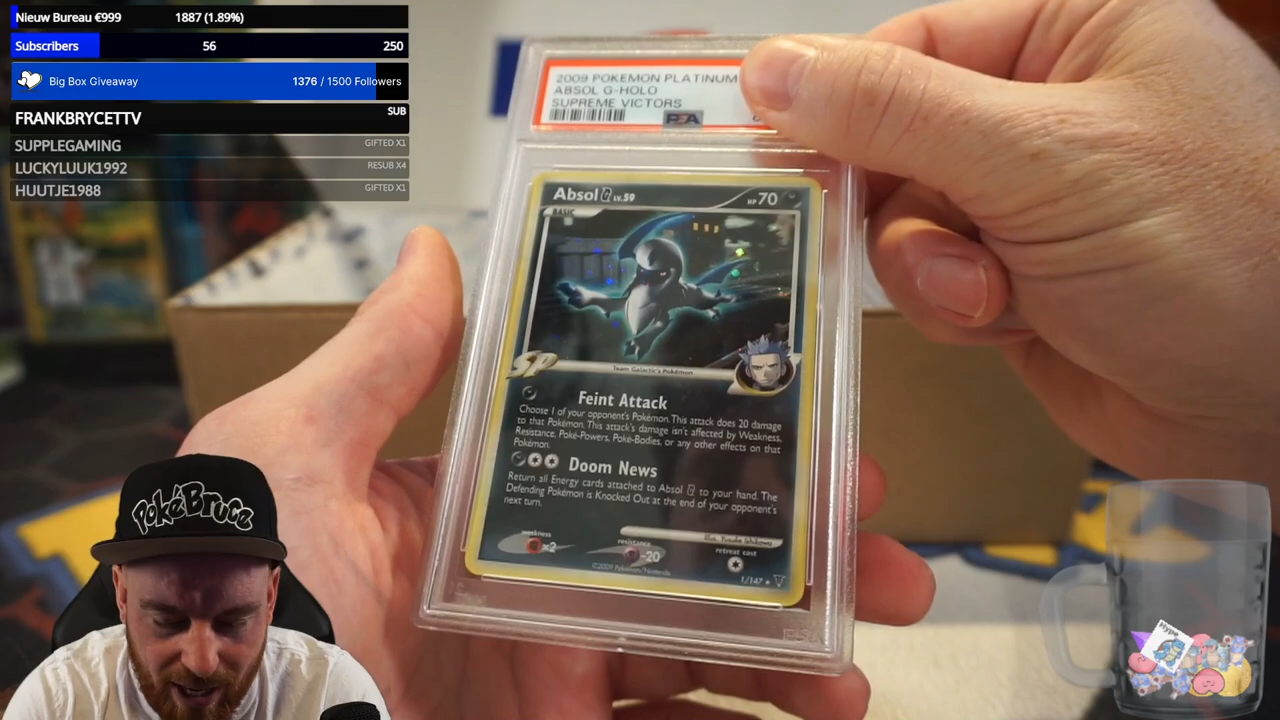 Nieuw Bureau €999 1887 (1.89%)
Subscribers 56 250
Big Box Giveaway 1376 / 1500 Followers
FRANKBRYCETTV SUB
SUPPLEGAMING GIFTED X1
LUCKYLUUK1992 RESUB X4
HUUTJE1988 GIFTED X1
2009 POKEMON PLATINUM
ABSOL G-HOLO
SUPREME VICTORS
PSA
Absol G LV.59 HP 70
BASIC
SP
Team Galactic's Pokémon
Feint Attack
Choose 1 of your opponent's Pokémon. This attack does 20 damage
to that Pokémon. This attack's damage isn't affected by Weakness,
Resistance, Poké-Powers, Poké-Bodies, or any other effects on that
Pokémon.
Doom News
Return all Energy cards attached to Absol G to your hand. The
Defending Pokémon is Knocked Out at the end of your opponent's
next turn.
weakness resistance retreat cost
×2 -20
©2009 Pokémon/Nintendo
1/147
PokéBruce